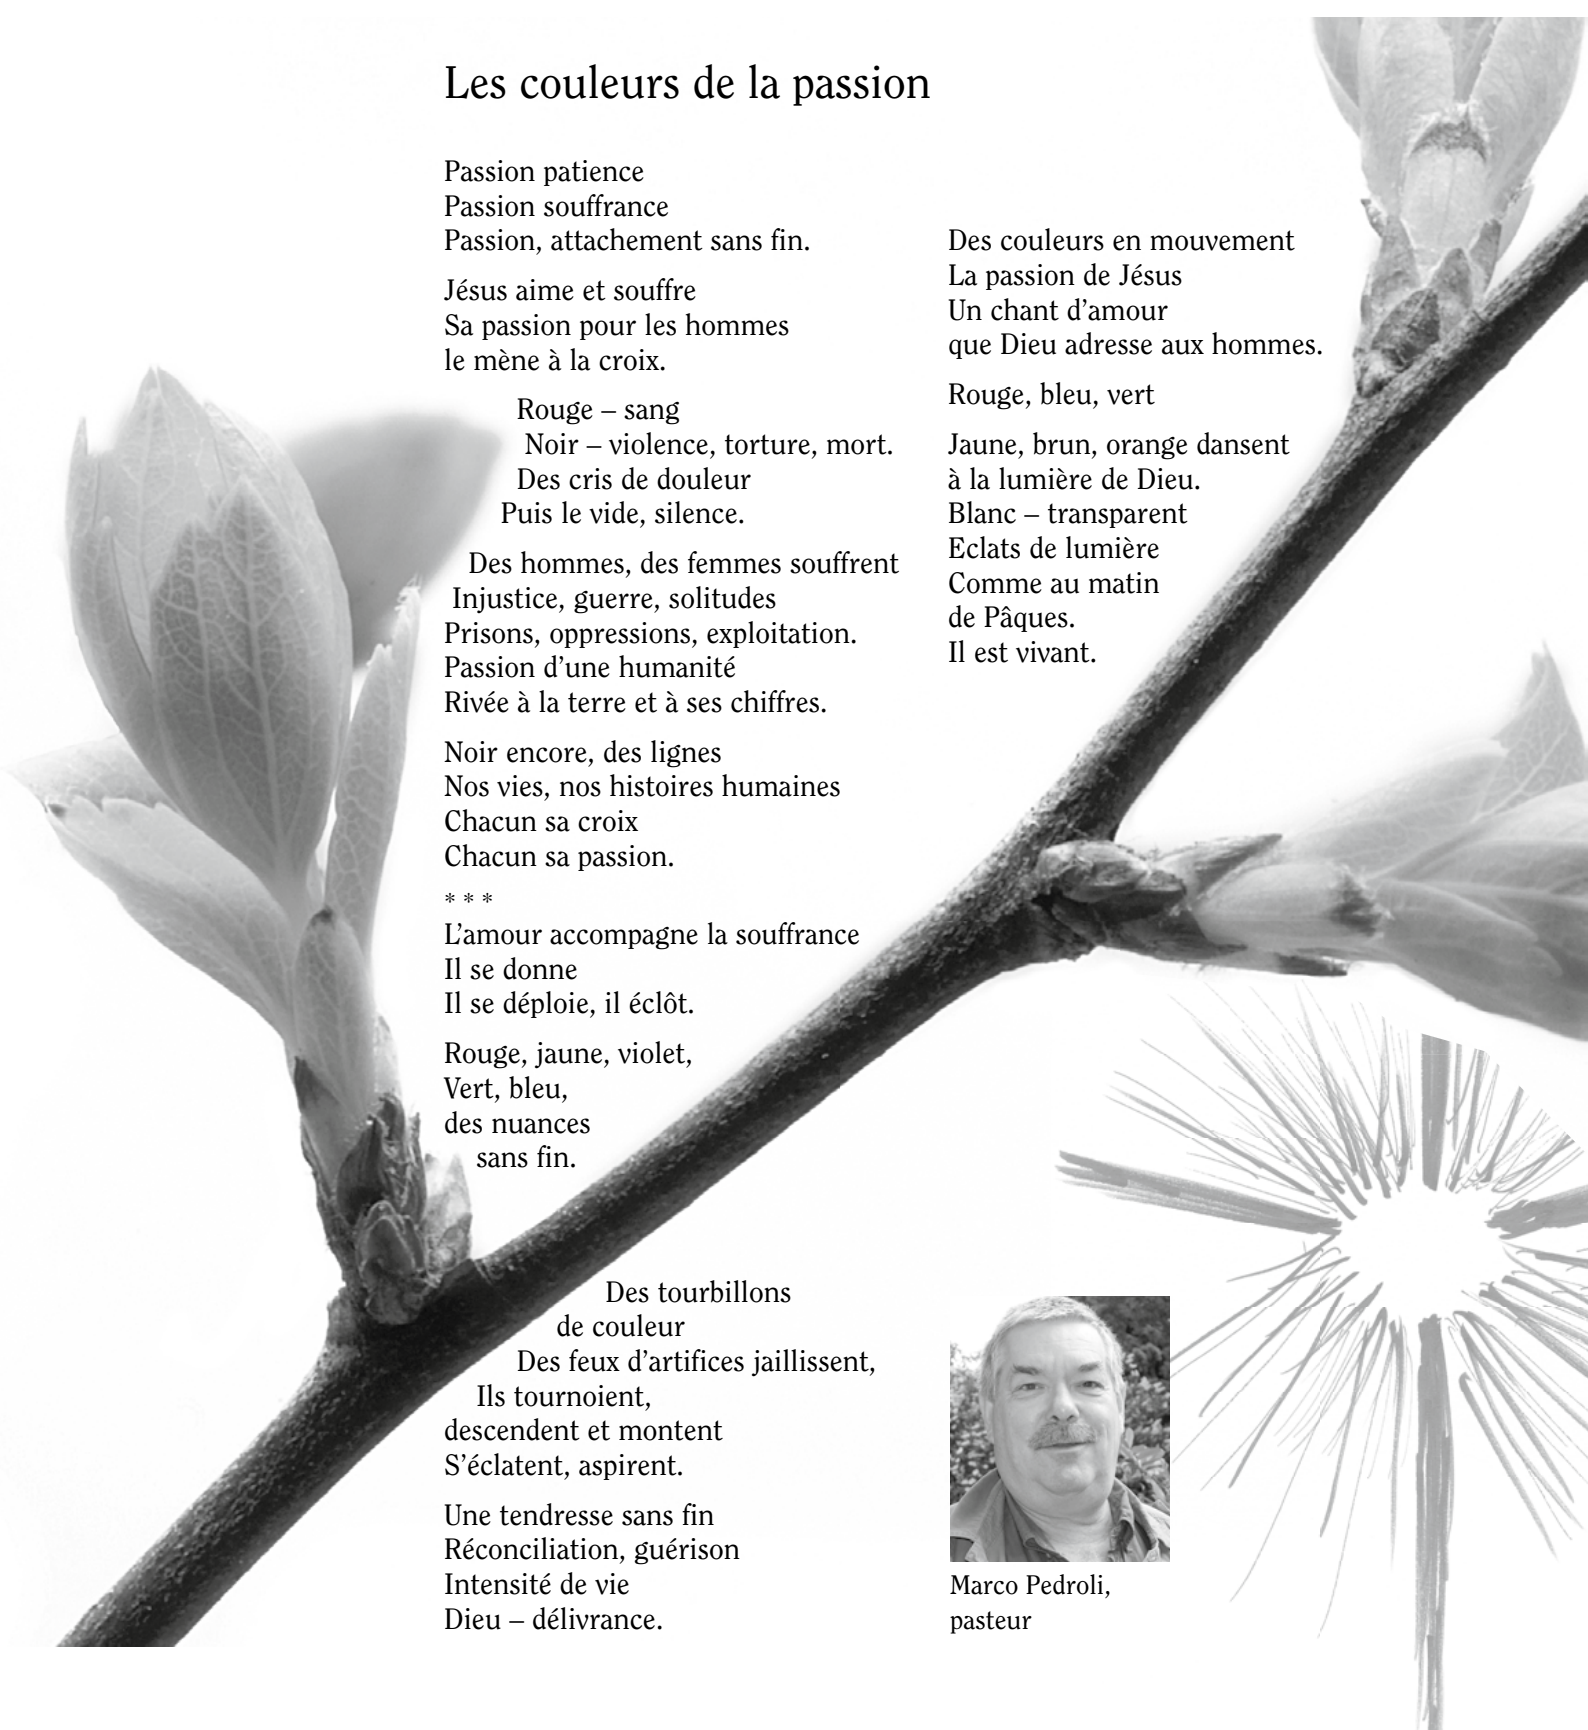 Les couleurs de la passion
Passion patience
Passion souffrance
Passion, attachement sans fin.
Jésus aime et souffre
Sa passion pour les hommes
le mène à la croix.
Rouge – sang
Noir – violence, torture, mort.
Des cris de douleur
Puis le vide, silence.
Des hommes, des femmes souffrent
Injustice, guerre, solitudes
Prisons, oppressions, exploitation.
Passion d’une humanité
Rivée à la terre et à ses chiffres.
Noir encore, des lignes
Nos vies, nos histoires humaines
Chacun sa croix
Chacun sa passion.
* * *
L’amour accompagne la souffrance
Il se donne
Il se déploie, il éclôt.
Rouge, jaune, violet,
Vert, bleu,
des nuances
sans fin.
Des tourbillons
de couleur
Des feux d’artifices jaillissent,
Ils tournoient,
descendent et montent
S’éclatent, aspirent.
Une tendresse sans fin
Réconciliation, guérison
Intensité de vie
Dieu – délivrance.
Des couleurs en mouvement
La passion de Jésus
Un chant d’amour
que Dieu adresse aux hommes.
Rouge, bleu, vert
Jaune, brun, orange dansent
à la lumière de Dieu.
Blanc – transparent
Eclats de lumière
Comme au matin
de Pâques.
Il est vivant.
Marco Pedroli,
pasteur